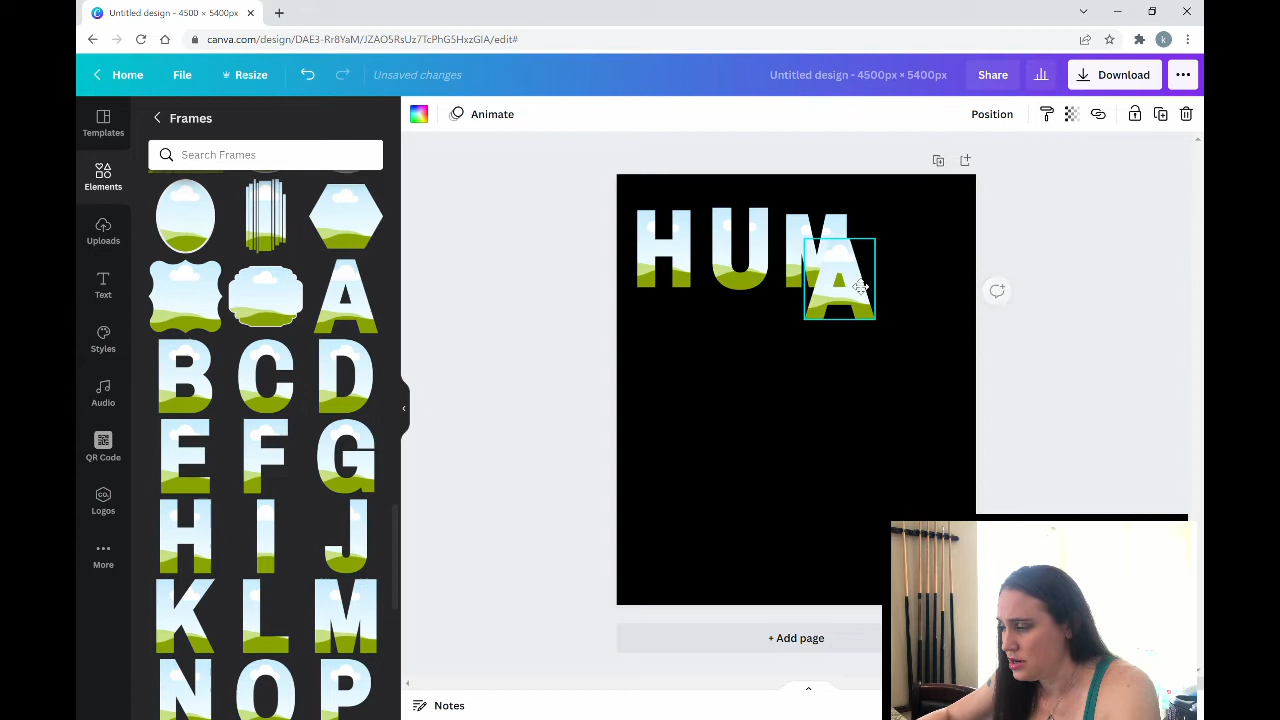 Untitled design - 4500 × 5400px
canva.com/design/DAE3-Rr8YaM/JZAO5RsUz7TcPhG5HxzGIA/edit#
k
Home
File
Resize
Unsaved changes
Untitled design - 4500px × 5400px
Share
Download
Templates
Elements
Uploads
Text
Styles
Audio
QR Code
CO.
Logos
More
Frames
Search Frames
A
B C D
E F G
H I J
K L M
N O P
Animate
Position
H U M A
+ Add page
Notes